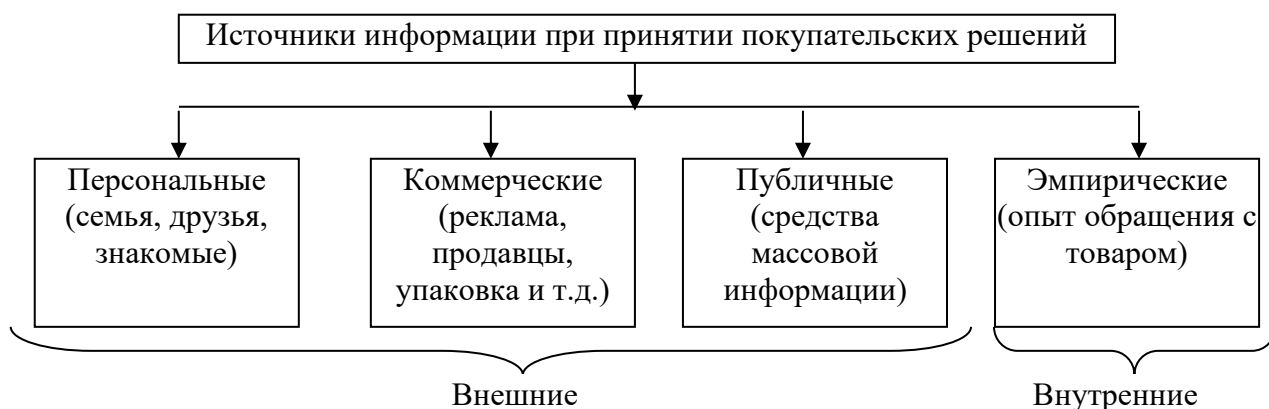 Источники информации при принятии покупательских решений
Персональные
(семья, друзья,
знакомые)
Коммерческие
(реклама,
продавцы,
упаковка и т.д.)
Публичные
(средства
массовой
информации)
Эмпирические
(опыт обращения с
товаром)
Внешние
Внутренние